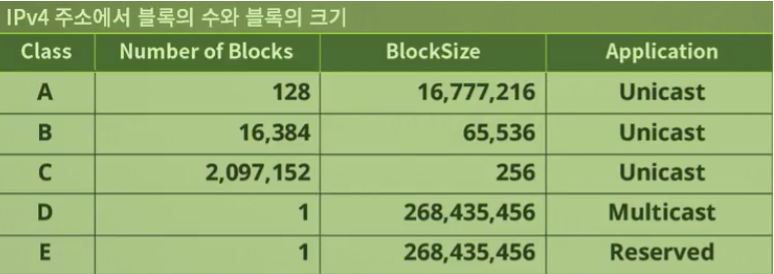 IPv4 주소에서 블록의 수와 블록의 크기
Class Number of Blocks BlockSize Application
A 128 16,777,216 Unicast
B 16,384 65,536 Unicast
C 2,097,152 256 Unicast
D 1 268,435,456 Multicast
E 1 268,435,456 Reserved